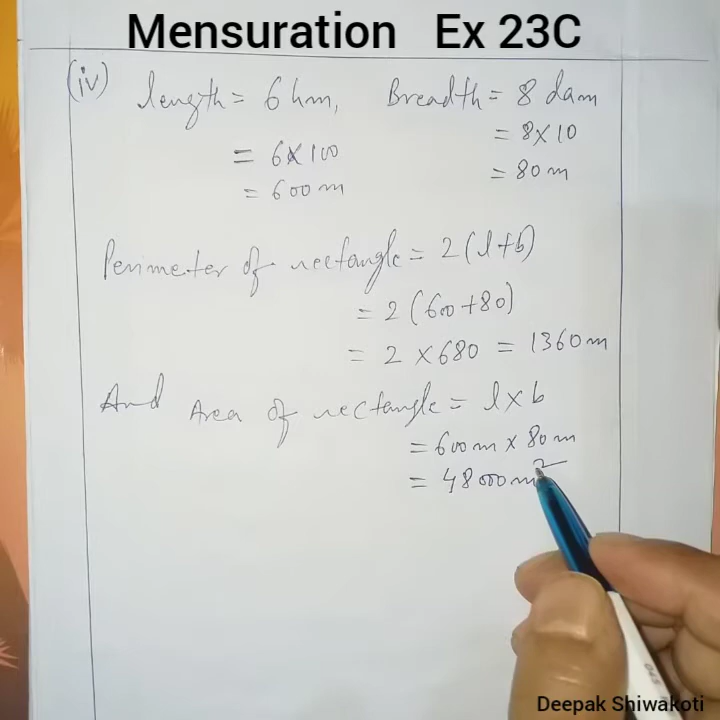 Mensuration Ex 23C
(iv) length = 6 hm, Breadth = 8 dam
= 6 × 100 = 8 × 10
= 600 m = 80 m
Perimeter of rectangle = 2(l+b)
= 2(600+80)
= 2 × 680 = 1360 m
And Area of rectangle = l × b
= 600 m × 80 m
= 48000 m²
Deepak Shiwakoti